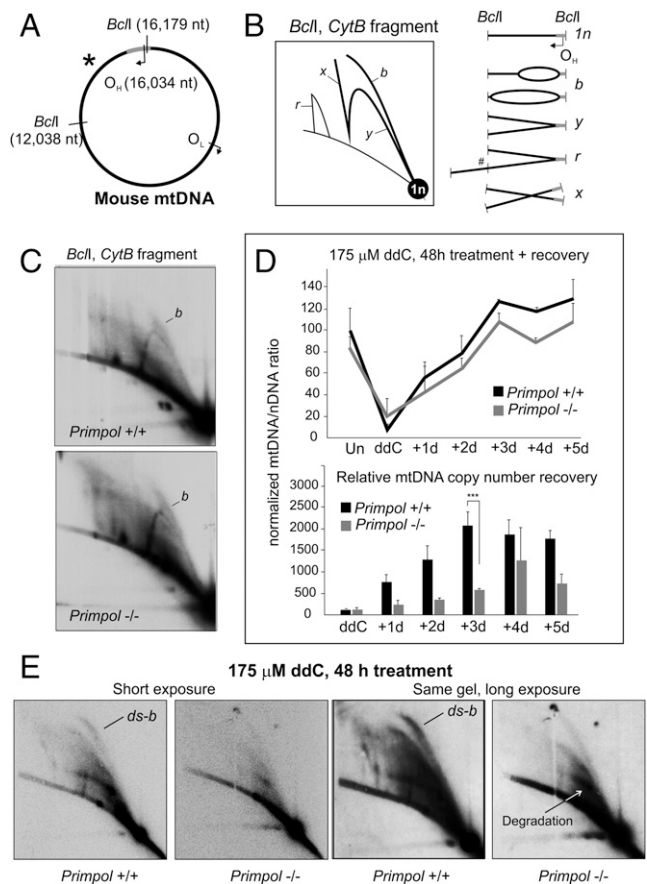 A
BclI (16,179 nt)
*
OH (16,034 nt)
BclI
(12,038 nt)
OL
Mouse mtDNA
B
BclI, CytB fragment
x
b
r
y
1n
BclI BclI
1n
OH
b
y
r
#
x
C
BclI, CytB fragment
b
Primpol +/+
b
Primpol -/-
D
175 µM ddC, 48h treatment + recovery
normalized mtDNA/nDNA ratio
140
120
100
80
60
40
20
0
Primpol +/+
Primpol -/-
Un ddC +1d +2d +3d +4d +5d
Relative mtDNA copy number recovery
3000
2500
2000
1500
1000
500
0
Primpol +/+
Primpol -/-
***
ddC +1d +2d +3d +4d +5d
E
175 µM ddC, 48 h treatment
Short exposure Same gel, long exposure
ds-b ds-b
Degradation
Primpol +/+ Primpol -/- Primpol +/+ Primpol -/-